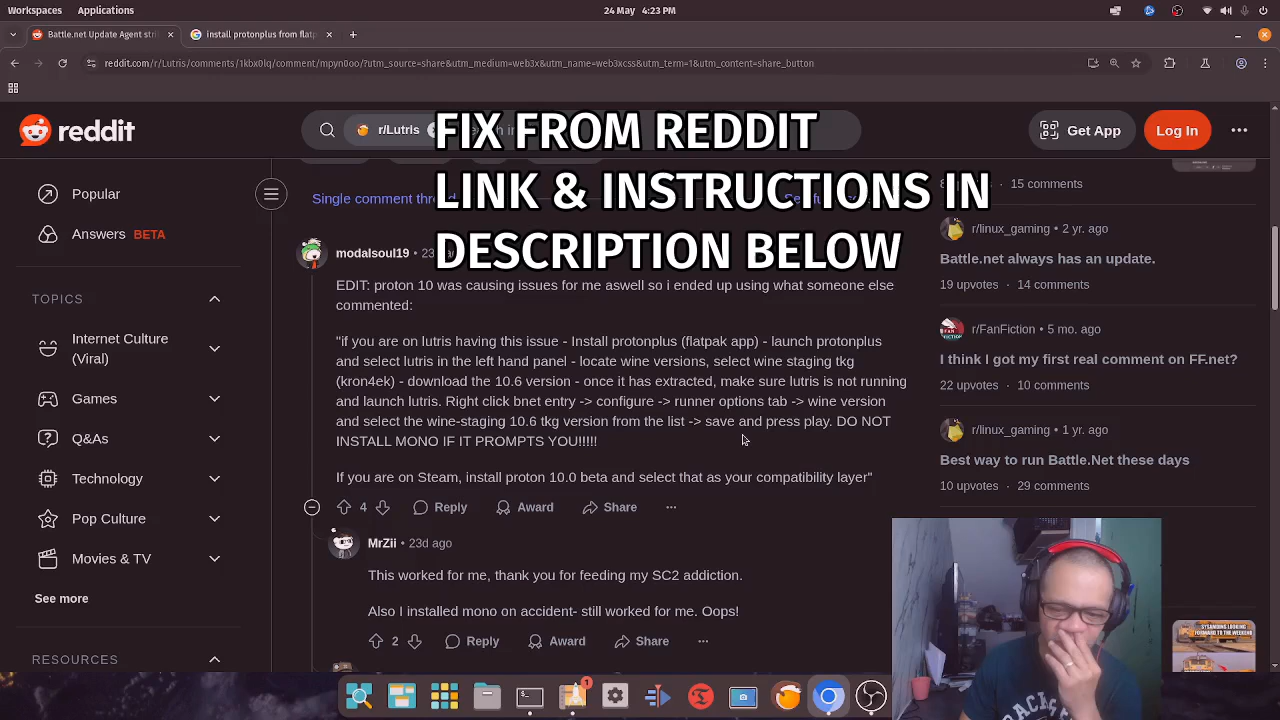 Workspaces Applications 24 May 4:23 PM
Battle.net Update Agent stri install protonplus from flatp
reddit.com/r/Lutris/comments/1kbx0lq/comment/mpyn0oo/?utm_source=share&utm_medium=web3x&utm_name=web3xcss&utm_term=1&utm_content=share_button
reddit r/Lutris Get App Log In
FIX FROM REDDIT
LINK & INSTRUCTIONS IN
DESCRIPTION BELOW
Popular
Answers BETA
TOPICS
Internet Culture
(Viral)
Games
Q&As
Technology
Pop Culture
Movies & TV
See more
RESOURCES
Single comment thread
modalsoul19 •
EDIT: proton 10 was causing issues for me aswell so i ended up using what someone else
commented:
"if you are on lutris having this issue - Install protonplus (flatpak app) - launch protonplus
and select lutris in the left hand panel - locate wine versions, select wine staging tkg
(kron4ek) - download the 10.6 version - once it has extracted, make sure lutris is not running
and launch lutris. Right click bnet entry -> configure -> runner options tab -> wine version
and select the wine-staging 10.6 tkg version from the list -> save and press play. DO NOT
INSTALL MONO IF IT PROMPTS YOU!!!!!
If you are on Steam, install proton 10.0 beta and select that as your compatibility layer"
4 Reply Award Share
MrZii • 23d ago
This worked for me, thank you for feeding my SC2 addiction.
Also I installed mono on accident- still worked for me. Oops!
2 Reply Award Share
15 comments
r/linux_gaming • 2 yr. ago
Battle.net always has an update.
19 upvotes • 14 comments
r/FanFiction • 5 mo. ago
I think I got my first real comment on FF.net?
22 upvotes • 10 comments
r/linux_gaming • 1 yr. ago
Best way to run Battle.Net these days
10 upvotes • 29 comments
SYSADMINS LOOKING
FORWARD TO THE WEEKEND
1